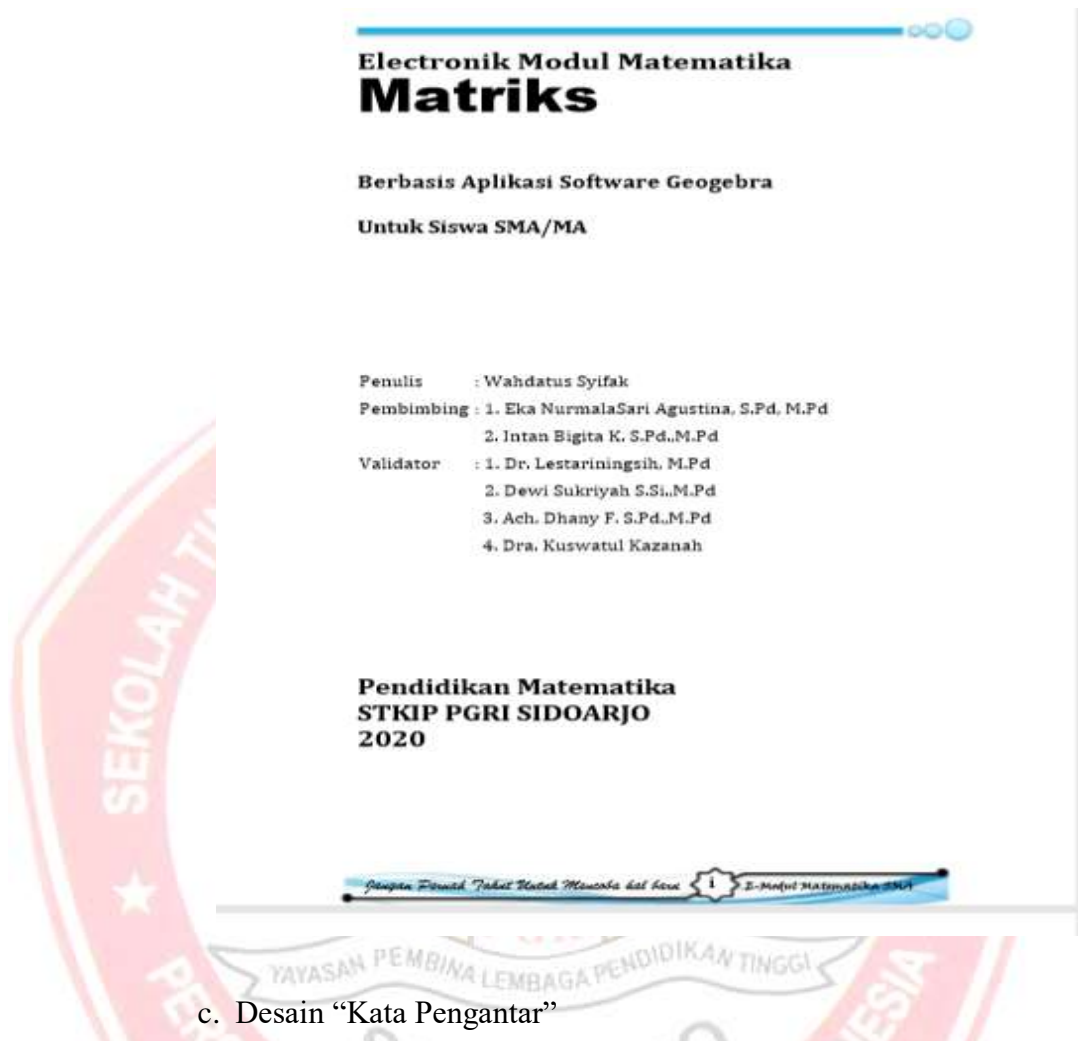 Electronik Modul Matematika
Matriks
Berbasis Aplikasi Software Geogebra
Untuk Siswa SMA/MA
Penulis : Wahdatus Syifak
Pembimbing : 1. Eka NurmalaSari Agustina, S.Pd, M.Pd
2. Intan Bigita K. S.Pd.,M.Pd
Validator : 1. Dr. Lestariningsih, M.Pd
2. Dewi Sukriyah S.Si.,M.Pd
3. Ach. Dhany F. S.Pd.,M.Pd
4. Dra. Kuswatul Kazanah
Pendidikan Matematika
STKIP PGRI SIDOARJO
2020
Jangan Pernah Takut Untuk Mencoba hal baru i E-Modul Matematika SMA
SEKOLAH
YAYASAN PEMBINA LEMBAGA PENDIDIKAN TINGGI
c. Desain “Kata Pengantar”